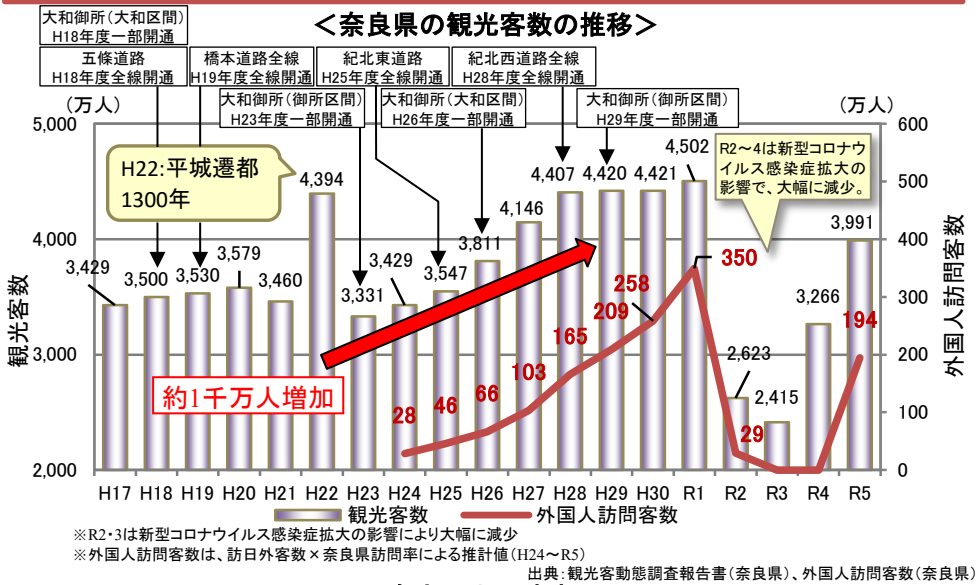 ＜奈良県の観光客数の推移＞
大和御所（大和区間）
H18年度一部開通
五條道路
H18年度全線開通
橋本道路全線
H19年度全線開通
紀北東道路
H25年度全線開通
紀北西道路全線
H28年度全線開通
大和御所（御所区間）
H23年度一部開通
大和御所（大和区間）
H26年度一部開通
大和御所（御所区間）
H29年度一部開通
（万人）
（万人）
H22:平城遷都
1300年
R2～4は新型コロナウ
イルス感染症拡大の
影響で、大幅に減少。
5,000
4,000
3,000
2,000
600
500
400
300
200
100
0
観光客数
外国人訪問客数
3,429
3,500
3,530
3,579
3,460
4,394
3,331
3,429
3,547
3,811
4,146
4,407
4,420
4,421
4,502
2,623
2,415
3,266
3,991
28
46
66
103
165
209
258
350
29
194
約1千万人増加
H17 H18 H19 H20 H21 H22 H23 H24 H25 H26 H27 H28 H29 H30 R1 R2 R3 R4 R5
観光客数 外国人訪問客数
※R2・3は新型コロナウイルス感染症拡大の影響により大幅に減少
※外国人訪問客数は、訪日外客数×奈良県訪問率による推計値（H24～R5）
出典：観光客動態調査報告書（奈良県）、外国人訪問客数（奈良県）